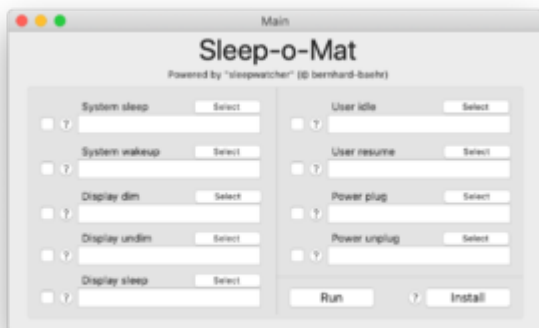 Main
Sleep-o-Mat
Powered by "sleepwatcher" (© bernhard-baehr)
System sleep Select
?
System wakeup Select
?
Display dim Select
?
Display undim Select
?
Display sleep Select
?
User idle Select
?
User resume Select
?
Power plug Select
?
Power unplug Select
?
Run ? Install